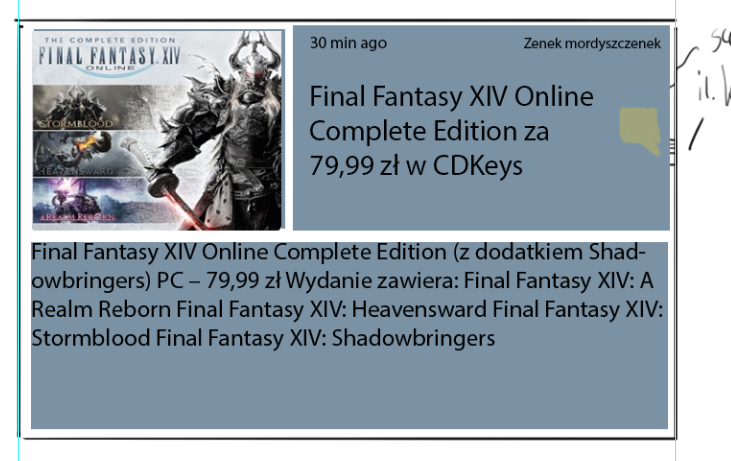 THE COMPLETE EDITION
FINAL FANTASY XIV
ONLINE
STORMBLOOD
HEAVENSWARD
A REALM REBORN
30 min ago
Zenek mordyszczenek
Final Fantasy XIV Online
Complete Edition za
79,99 zł w CDKeys
Final Fantasy XIV Online Complete Edition (z dodatkiem Shad-
owbringers) PC – 79,99 zł Wydanie zawiera: Final Fantasy XIV: A
Realm Reborn Final Fantasy XIV: Heavensward Final Fantasy XIV:
Stormblood Final Fantasy XIV: Shadowbringers